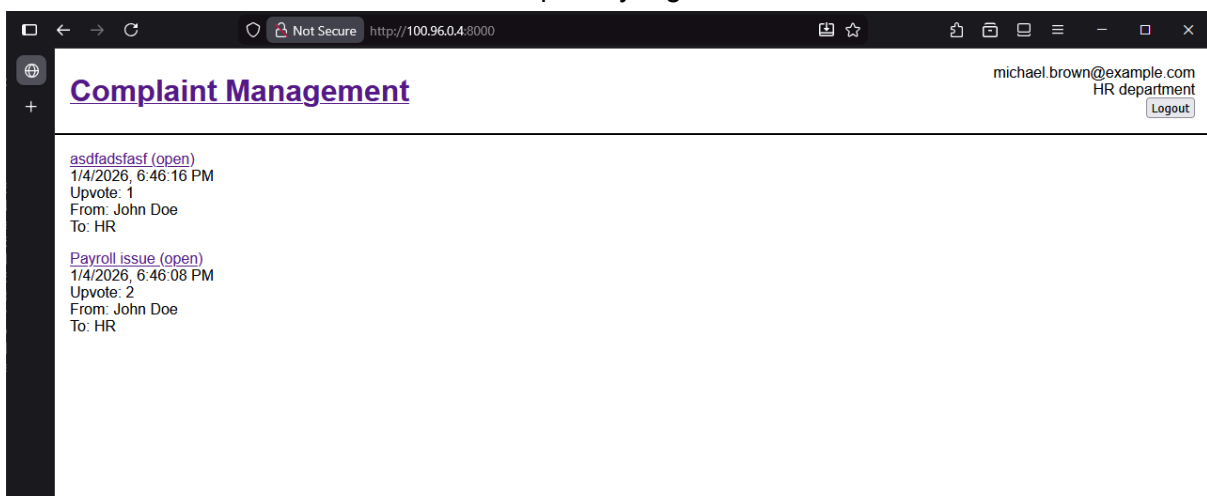 Not Secure http://100.96.0.4:8000
Complaint Management
michael.brown@example.com
HR department
Logout
asdfadsfasf (open)
1/4/2026, 6:46:16 PM
Upvote: 1
From: John Doe
To: HR
Payroll issue (open)
1/4/2026, 6:46:08 PM
Upvote: 2
From: John Doe
To: HR